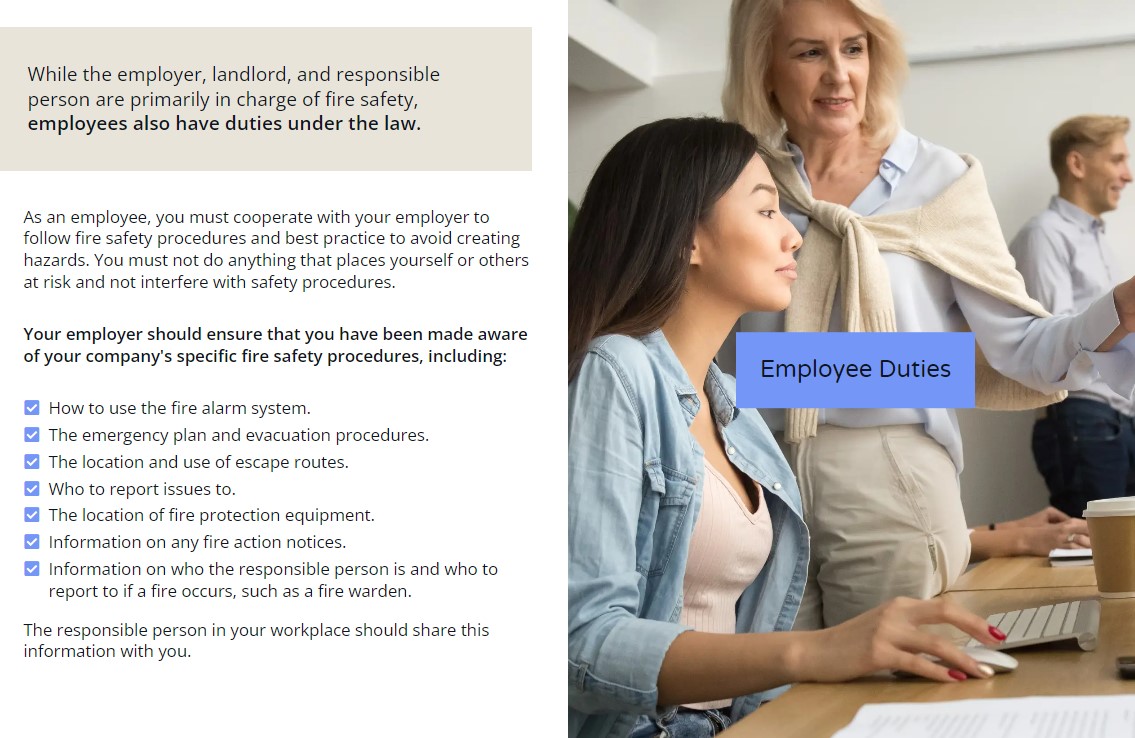 While the employer, landlord, and responsible
person are primarily in charge of fire safety,
employees also have duties under the law.
As an employee, you must cooperate with your employer to
follow fire safety procedures and best practice to avoid creating
hazards. You must not do anything that places yourself or others
at risk and not interfere with safety procedures.
Your employer should ensure that you have been made aware
of your company's specific fire safety procedures, including:
How to use the fire alarm system.
The emergency plan and evacuation procedures.
The location and use of escape routes.
Who to report issues to.
The location of fire protection equipment.
Information on any fire action notices.
Information on who the responsible person is and who to
report to if a fire occurs, such as a fire warden.
The responsible person in your workplace should share this
information with you.
Employee Duties